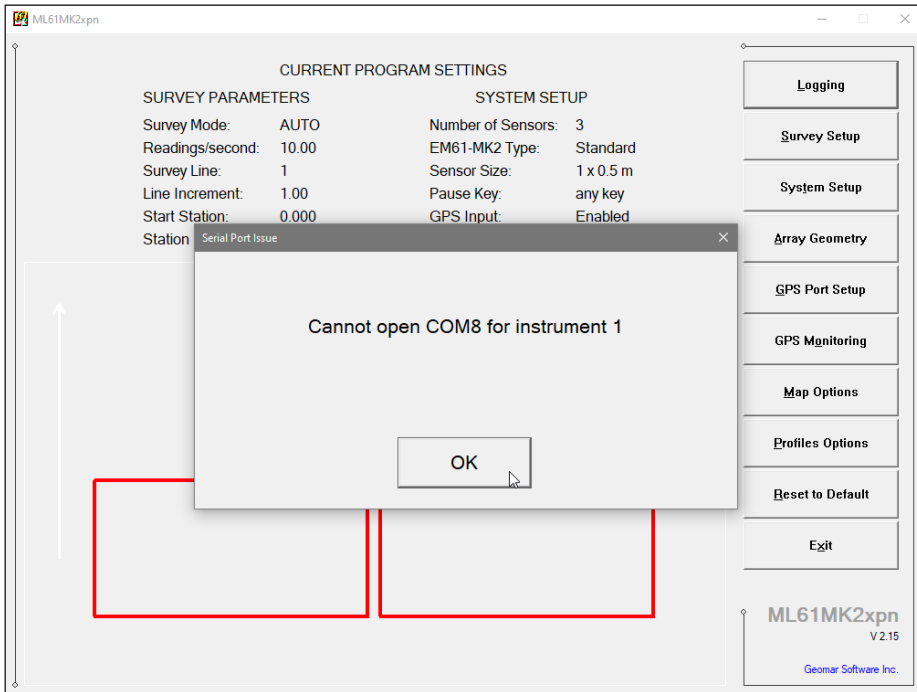 ML61MK2xpn
CURRENT PROGRAM SETTINGS
SURVEY PARAMETERS
Survey Mode: AUTO
Readings/second: 10.00
Survey Line: 1
Line Increment: 1.00
Start Station: 0.000
Station
SYSTEM SETUP
Number of Sensors: 3
EM61-MK2 Type: Standard
Sensor Size: 1 x 0.5 m
Pause Key: any key
GPS Input: Enabled
Serial Port Issue
Cannot open COM8 for instrument 1
OK
Logging
Survey Setup
System Setup
Array Geometry
GPS Port Setup
GPS Monitoring
Map Options
Profiles Options
Reset to Default
Exit
ML61MK2xpn
V 2.15
Geomar Software Inc.